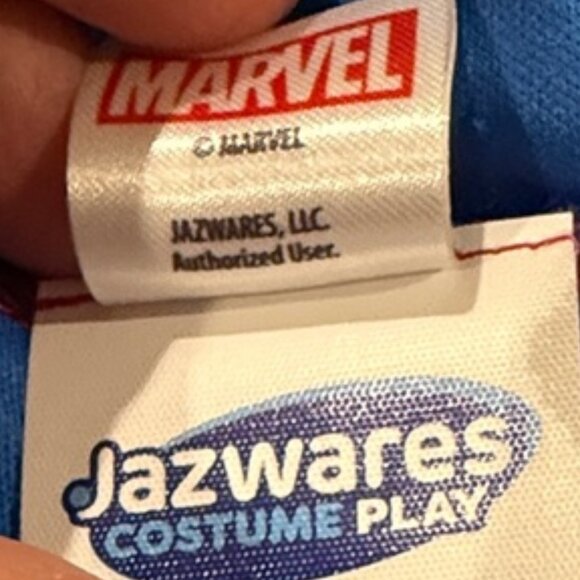 MARVEL
© MARVEL
JAZWARES, LLC.
Authorized User.
Jazwares
COSTUME PLAY